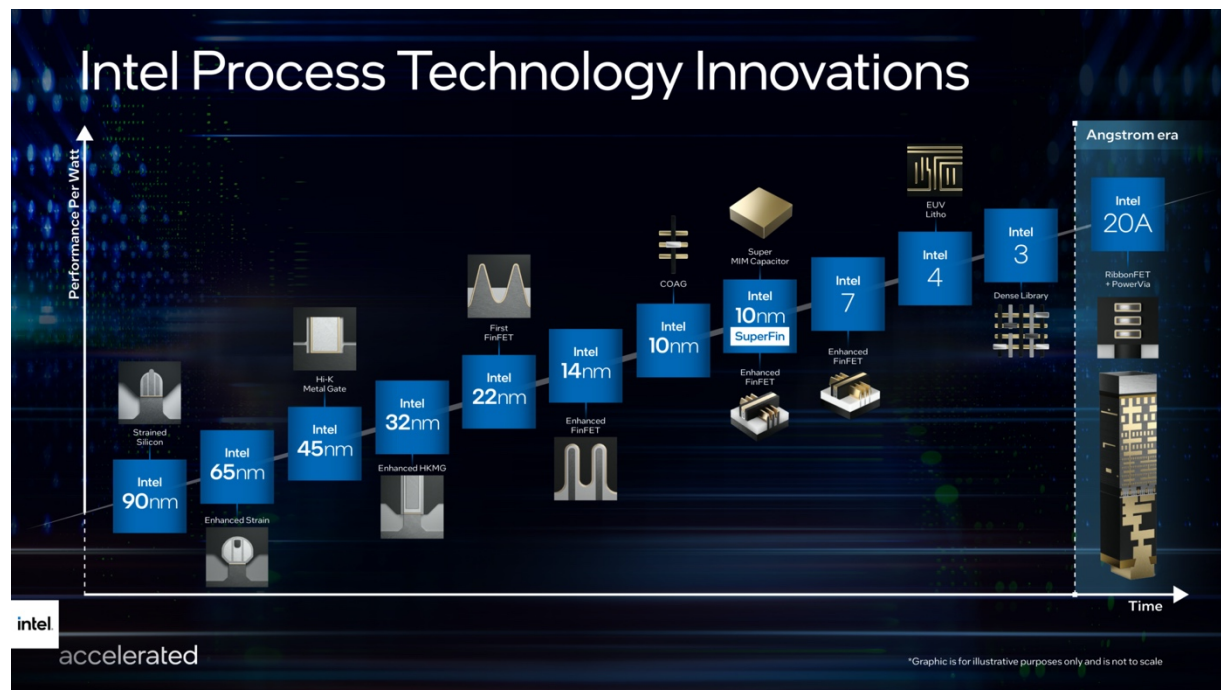 Intel Process Technology Innovations
Performance Per Watt
Strained
Silicon
Intel
90nm
Intel
65nm
Enhanced Strain
Hi-K
Metal Gate
Intel
45nm
Intel
32nm
Enhanced HKMG
First
FinFET
Intel
22nm
Intel
14nm
Enhanced
FinFET
COAG
Intel
10nm
Super
MIM Capacitor
Intel
10nm
SuperFin
Enhanced
FinFET
Intel
7
Enhanced
FinFET
EUV
Litho
Intel
4
Intel
3
Dense Library
Angstrom era
Intel
20A
RibbonFET
+ PowerVia
Time
intel.
accelerated
*Graphic is for illustrative purposes only and is not to scale